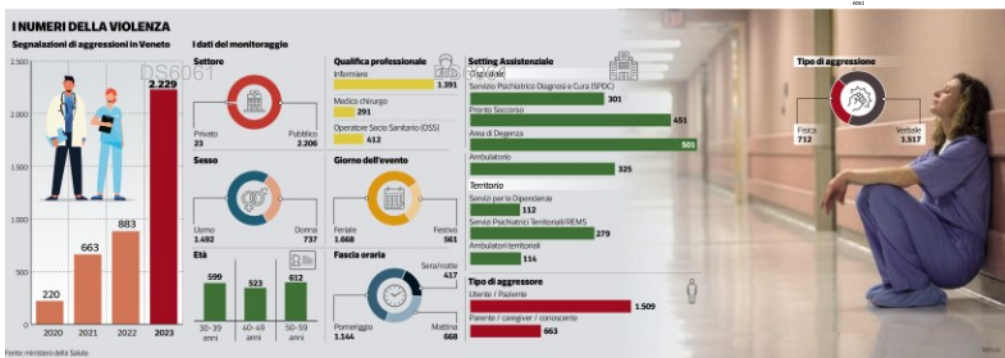 6061
I NUMERI DELLA VIOLENZA
Segnalazioni di aggressioni in Veneto
2.500
2.000
1.500
1.000
500
0
220
663
883
2.229
2020
2021
2022
2023
DS6061
DS6061
I dati del monitoraggio
Settore
Privato
23
Pubblico
2.206
Sesso
Uomo
1.492
Donna
737
Età
599
523
612
30-39
anni
40-49
anni
50-59
anni
Qualifica professionale
Infermiere
1.391
Medico chirurgo
291
Operatore Socio Sanitario (OSS)
412
Giorno dell'evento
Feriale
1.668
Festivo
561
Fascia oraria
Sera/notte
417
Pomeriggio
1.144
Mattina
668
Setting Assistenziale
Ospedale
Servizio Psichiatrico Diagnosi e Cura (SPDC)
301
Pronto Soccorso
451
Area di Degenza
501
Ambulatorio
325
Territorio
Servizi per le Dipendenze
112
Servizi Psichiatrici Territoriali/REMS
279
Ambulatori territoriali
114
Tipo di aggressore
Utente / Paziente
1.509
Parente / caregiver / conoscente
663
Tipo di aggressione
Fisica
712
Verbale
1.517
Fonte: ministero della Salute